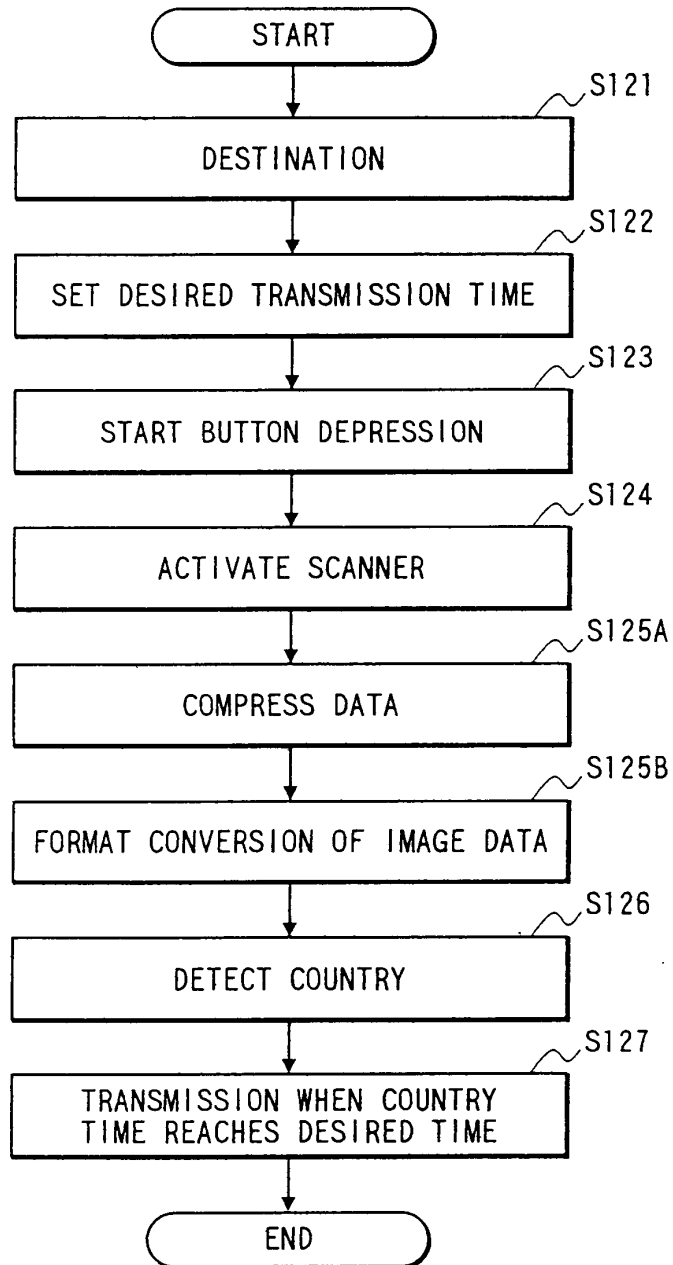 START
S121
DESTINATION
S122
SET DESIRED TRANSMISSION TIME
S123
START BUTTON DEPRESSION
S124
ACTIVATE SCANNER
S125A
COMPRESS DATA
S125B
FORMAT CONVERSION OF IMAGE DATA
S126
DETECT COUNTRY
S127
TRANSMISSION WHEN COUNTRY
TIME REACHES DESIRED TIME
END